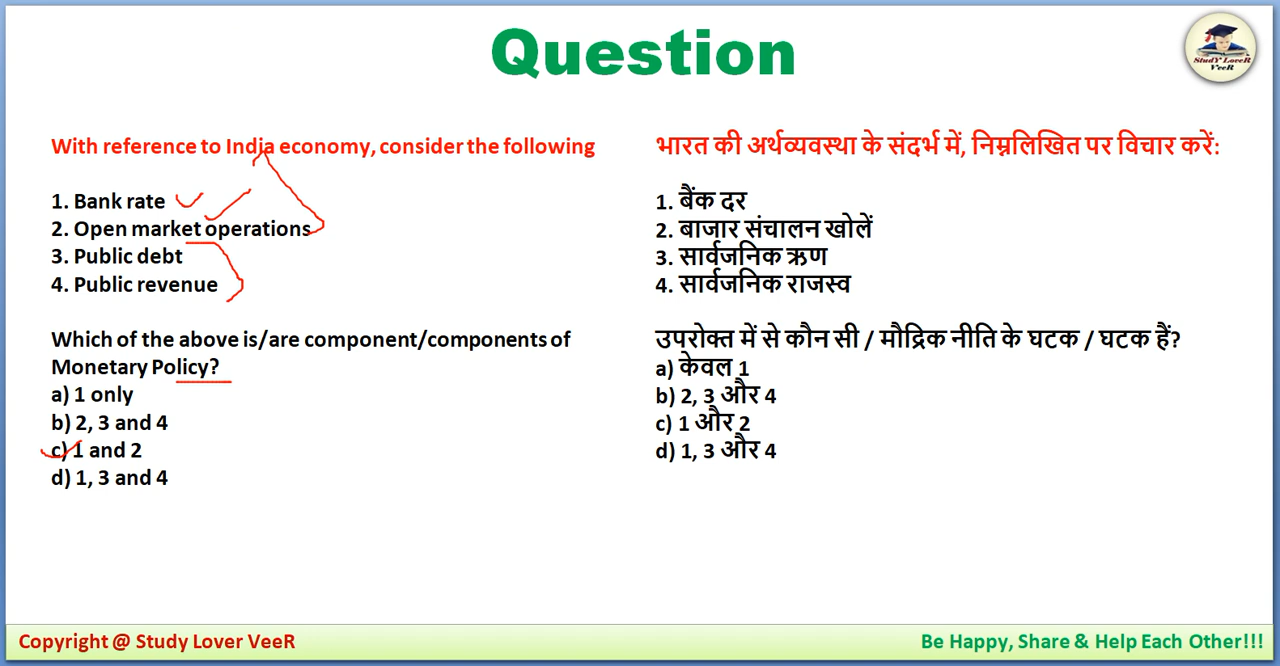 Question
StudY LoveR
VeeR
With reference to India economy, consider the following
1. Bank rate
2. Open market operations
3. Public debt
4. Public revenue
Which of the above is/are component/components of
Monetary Policy?
a) 1 only
b) 2, 3 and 4
c) 1 and 2
d) 1, 3 and 4
भारत की अर्थव्यवस्था के संदर्भ में, निम्नलिखित पर विचार करें:
1. बैंक दर
2. बाजार संचालन खोलें
3. सार्वजनिक ऋण
4. सार्वजनिक राजस्व
उपरोक्त में से कौन सी / मौद्रिक नीति के घटक / घटक हैं?
a) केवल 1
b) 2, 3 और 4
c) 1 और 2
d) 1, 3 और 4
Copyright @ Study Lover VeeR
Be Happy, Share & Help Each Other!!!